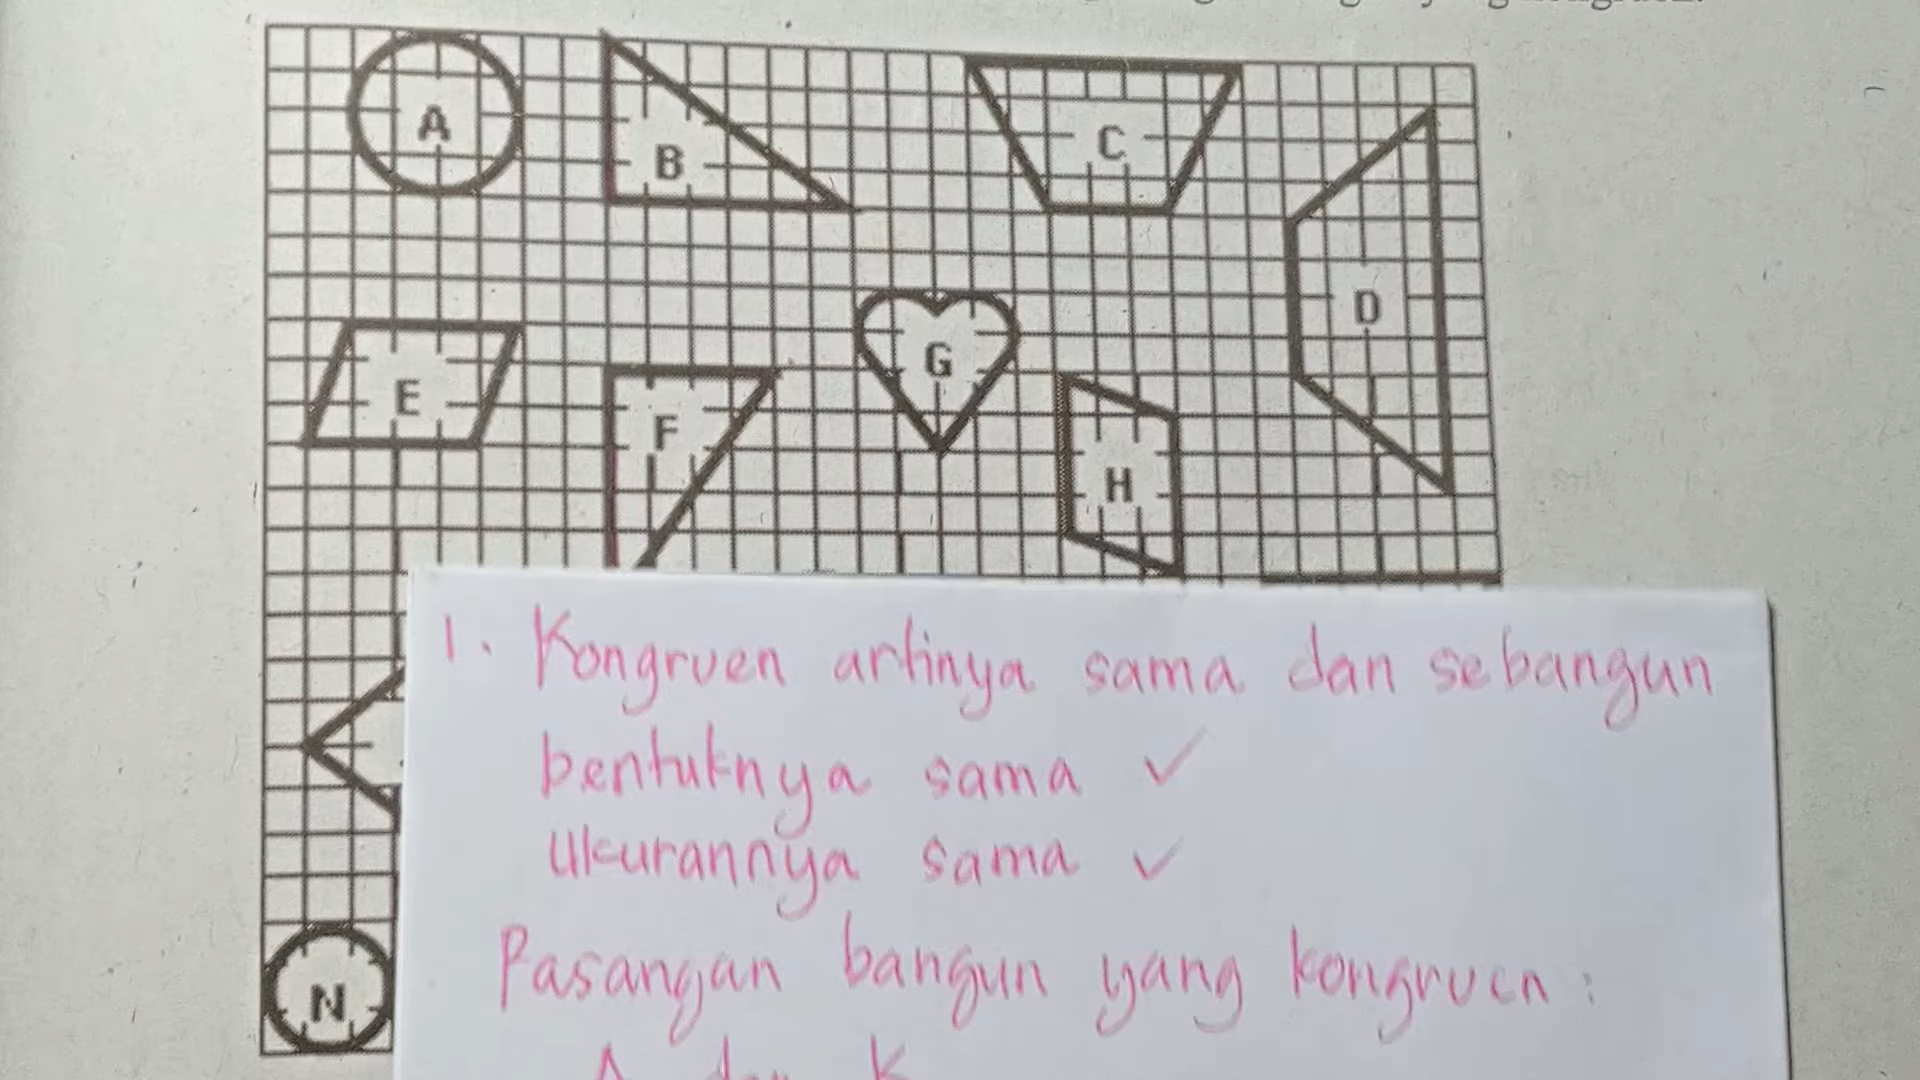 A
B
C
D
E
F
G
H
1. Kongruen artinya sama dan sebangun
bentuknya sama ✓
Ukurannya sama ✓
Pasangan bangun yang kongruen :
N